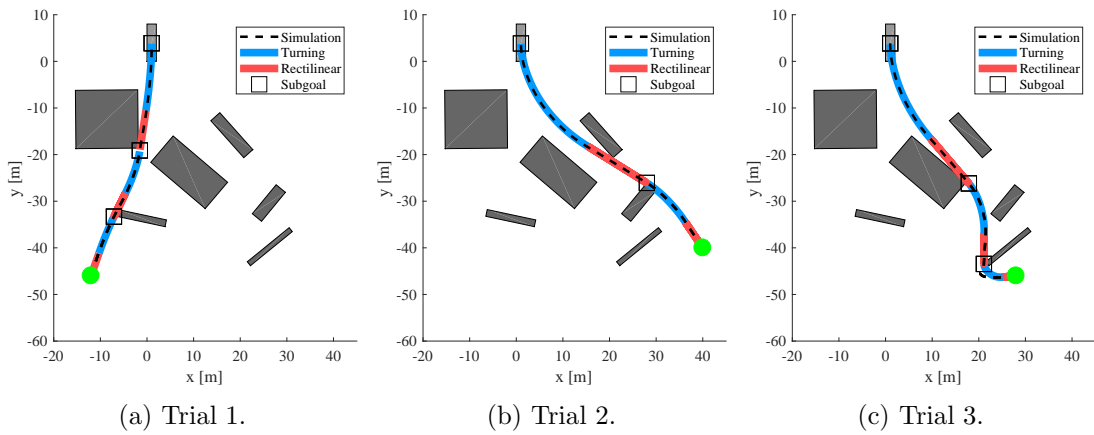 10
0
-10
-20
-30
-40
-50
-60
y [m]
-20 -10 0 10 20 30 40
x [m]
Simulation
Turning
Rectilinear
Subgoal
(a) Trial 1.
10
0
-10
-20
-30
-40
-50
-60
y [m]
-20 -10 0 10 20 30 40
x [m]
Simulation
Turning
Rectilinear
Subgoal
(b) Trial 2.
10
0
-10
-20
-30
-40
-50
-60
y [m]
-20 -10 0 10 20 30 40
x [m]
Simulation
Turning
Rectilinear
Subgoal
(c) Trial 3.